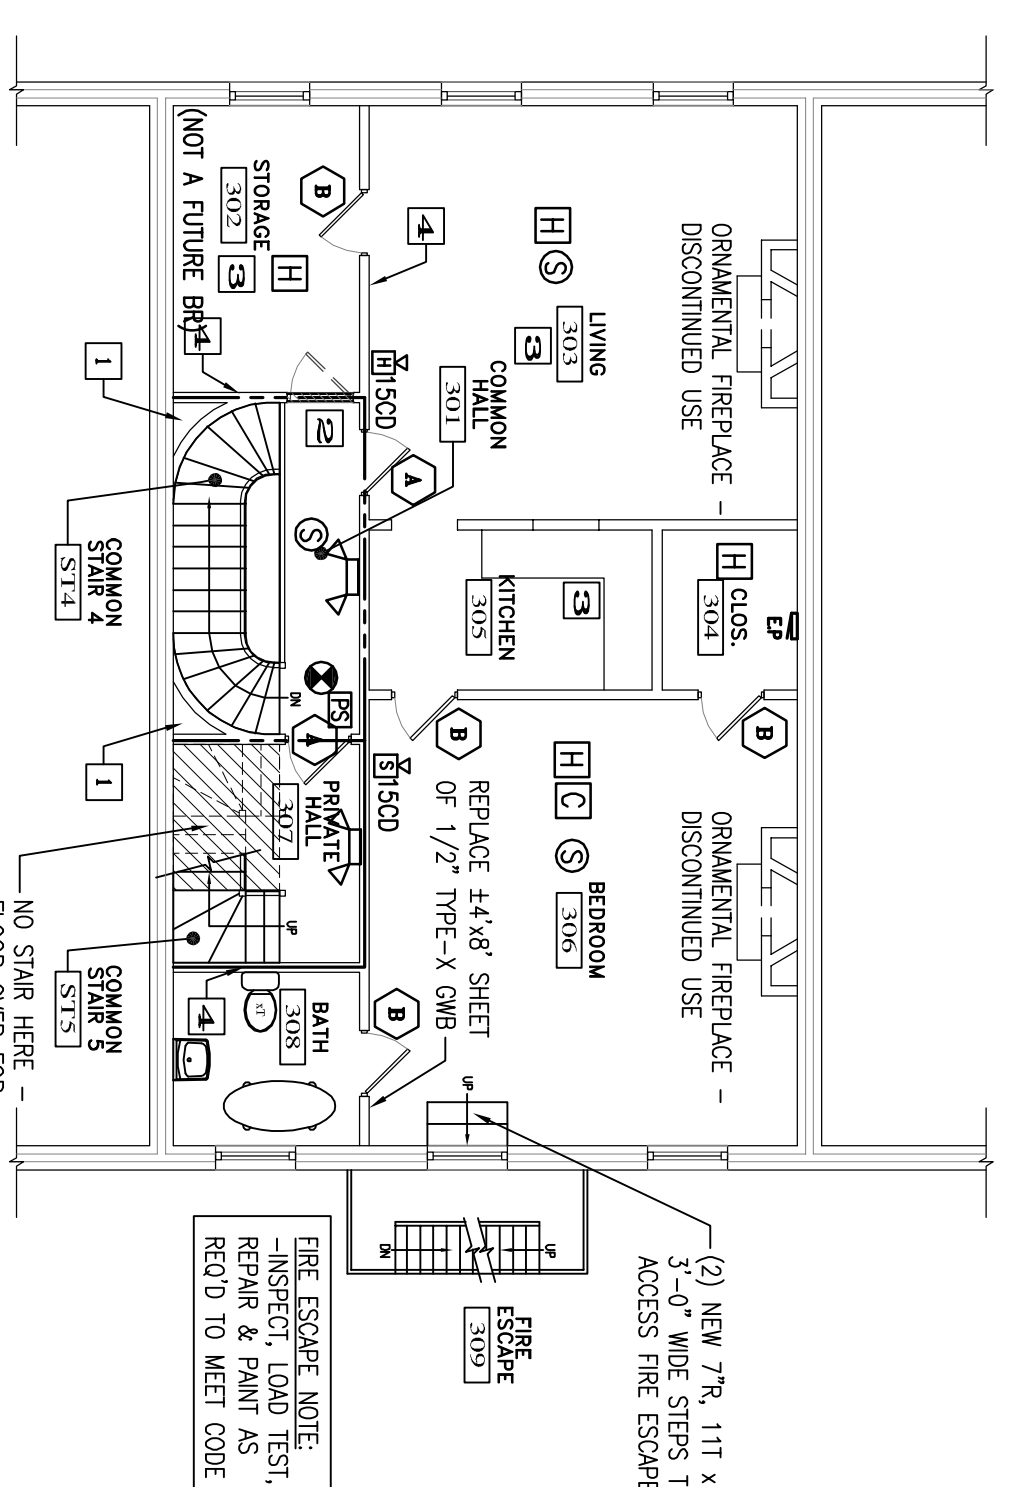 ORNAMENTAL FIREPLACE -
DISCONTINUED USE
ORNAMENTAL FIREPLACE -
DISCONTINUED USE
(2) NEW 7"R, 11T x
3'-0" WIDE STEPS T
ACCESS FIRE ESCAPE
E.P
H
CLOS.
304
B
H
S
LIVING
303
3
3
KITCHEN
305
B
H
C
S
BEDROOM
306
4
COMMON
HALL
301
REPLACE ±4'x8' SHEET
OF 1/2" TYPE-X GWB
UP
UP
DN
FIRE
ESCAPE
309
H
15CD
A
S
15CD
B
B
STORAGE
302
H
3
(NOT A FUTURE BR)
4
2
S
PS
A
DN
PRIVATE
HALL
307
UP
BATH
308
xT
4
FIRE ESCAPE NOTE:
-INSPECT, LOAD TEST,
REPAIR & PAINT AS
REQ'D TO MEET CODE
1
COMMON
STAIR 4
ST4
1
COMMON
STAIR 5
ST5
NO STAIR HERE -